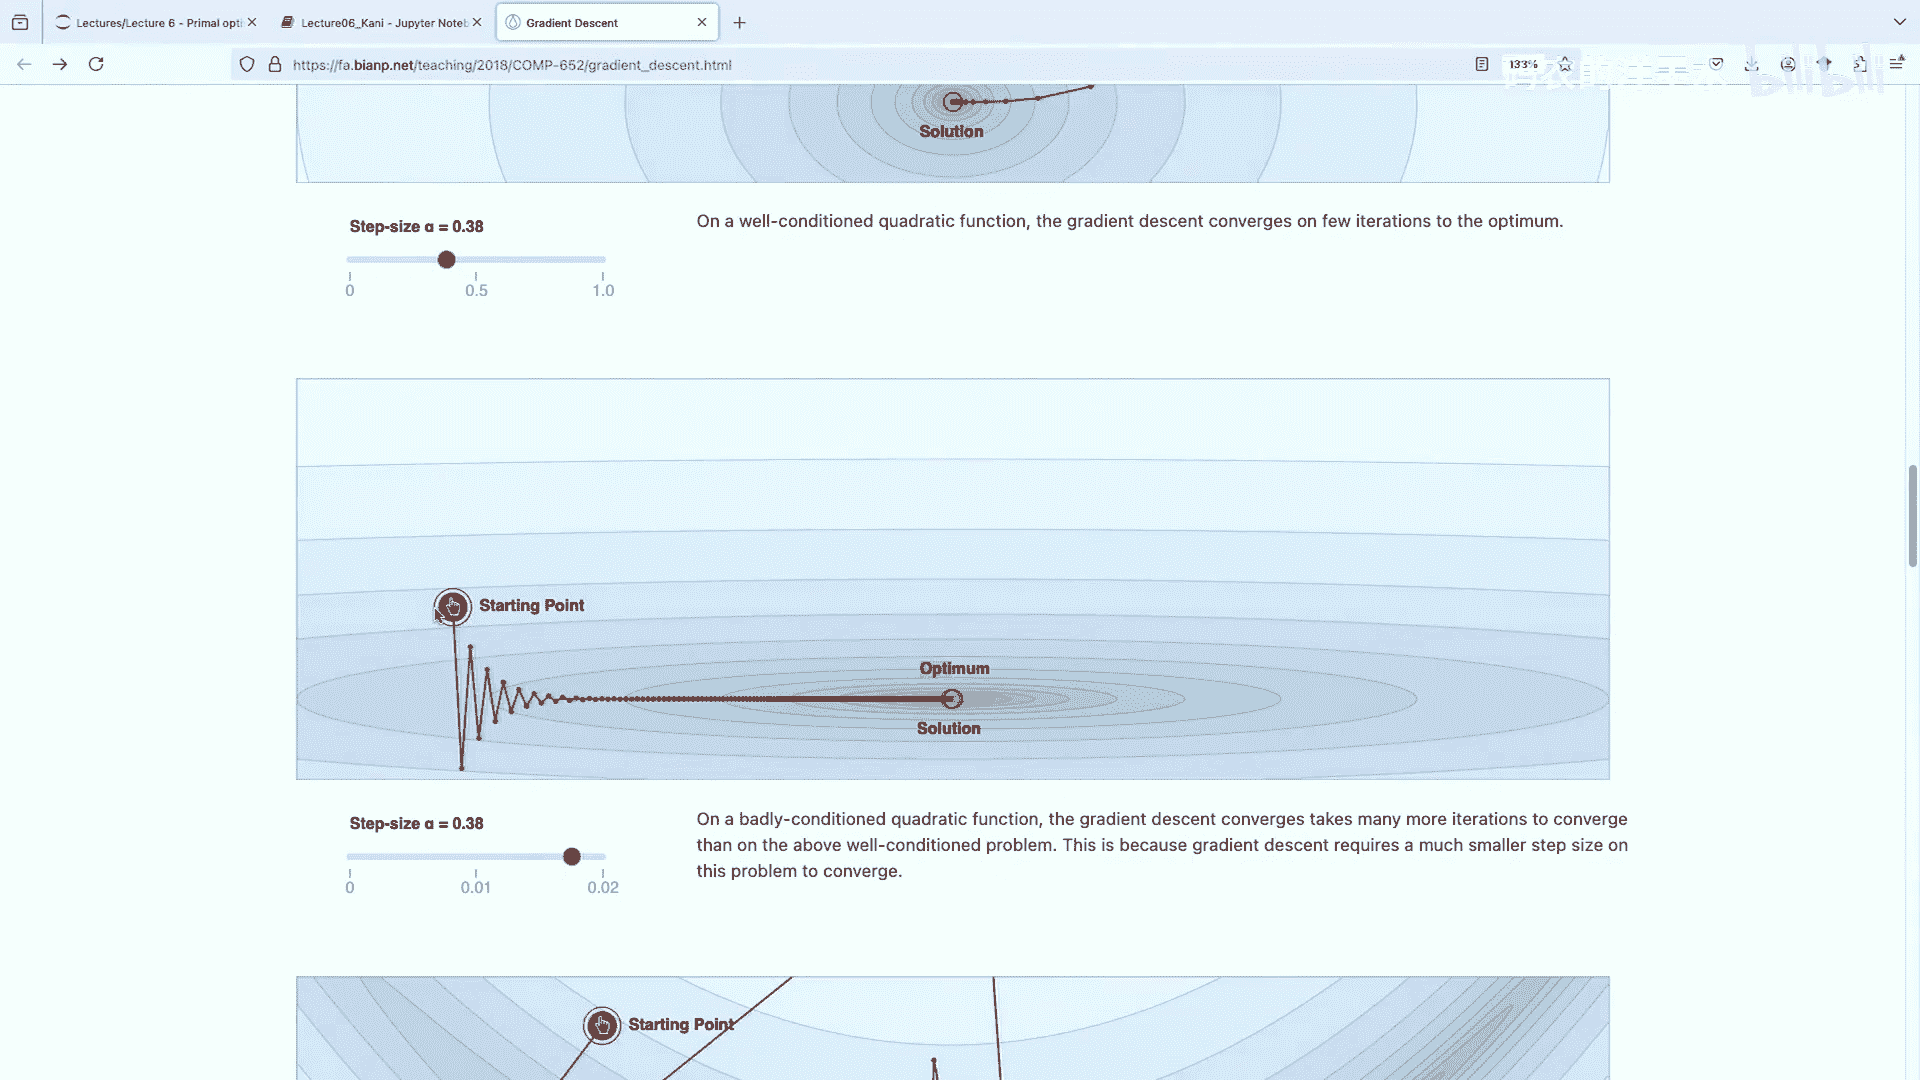 Lectures/Lecture 6 - Primal opti
Lecture06_Kani - Jupyter Noteb
Gradient Descent
https://fa.bianp.net/teaching/2018/COMP-652/gradient_descent.html
133%
Solution
Step-size α = 0.38
0
0.5
1.0
On a well-conditioned quadratic function, the gradient descent converges on few iterations to the optimum.
Starting Point
Optimum
Solution
Step-size α = 0.38
0
0.01
0.02
On a badly-conditioned quadratic function, the gradient descent converges takes many more iterations to converge
than on the above well-conditioned problem. This is because gradient descent requires a much smaller step size on
this problem to converge.
Starting Point